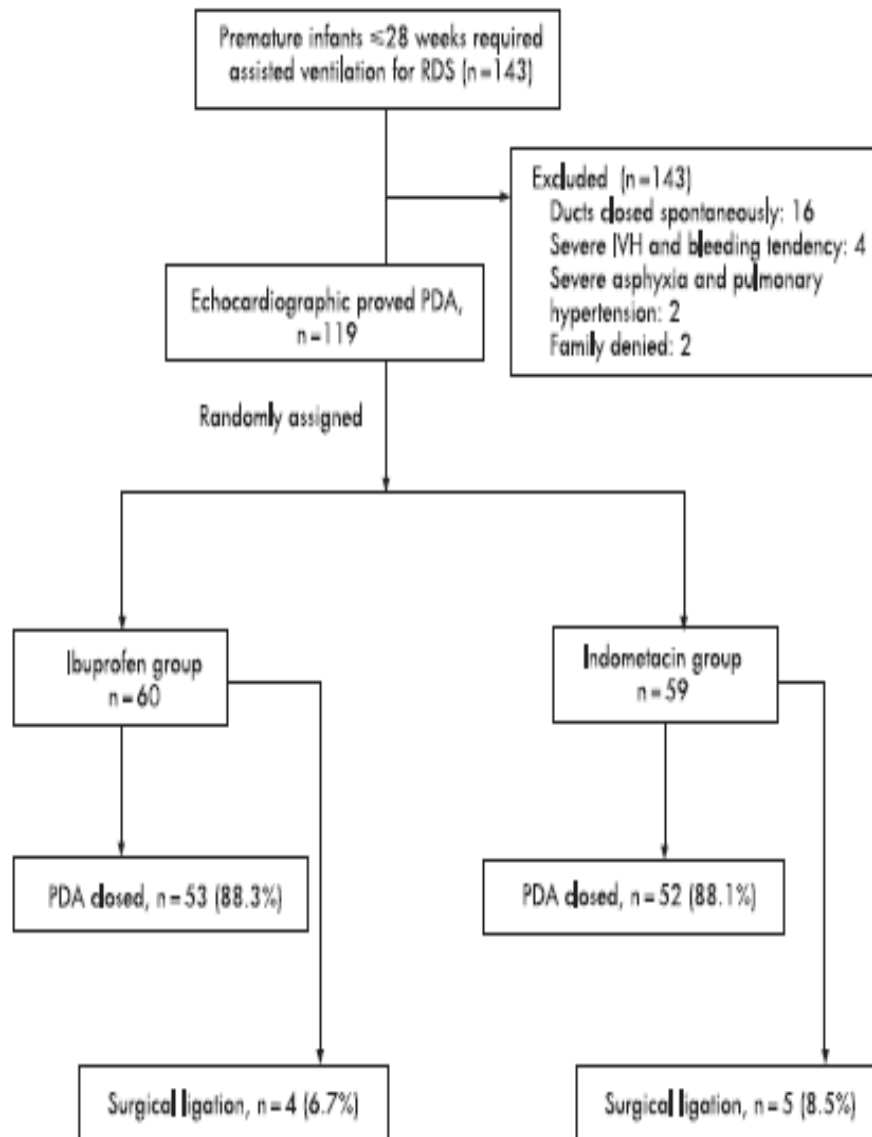 Premature infants ⩽28 weeks required
assisted ventilation for RDS (n=143)
Excluded (n=143)
Ducts closed spontaneously: 16
Severe IVH and bleeding tendency: 4
Severe asphyxia and pulmonary
hypertension: 2
Family denied: 2
Echocardiographic proved PDA,
n=119
Randomly assigned
Ibuprofen group
n=60
Indometacin group
n=59
PDA closed, n=53 (88.3%)
PDA closed, n=52 (88.1%)
Surgical ligation, n=4 (6.7%)
Surgical ligation, n=5 (8.5%)